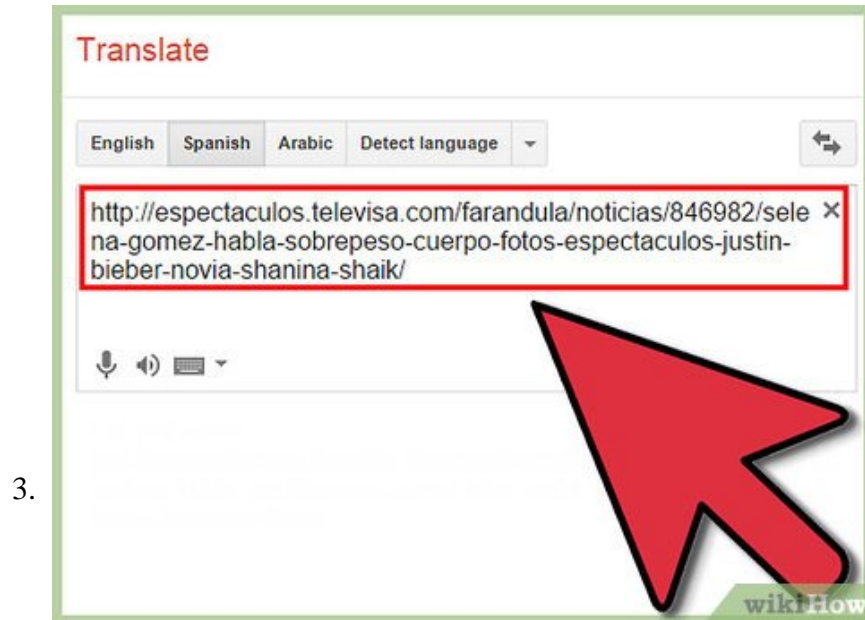 Translate
English Spanish Arabic Detect language
http://espectaculos.televisa.com/farandula/noticias/846982/sele
na-gomez-habla-sobrepeso-cuerpo-fotos-espectaculos-justin-
bieber-novia-shanina-shaik/
3.
wikiHow